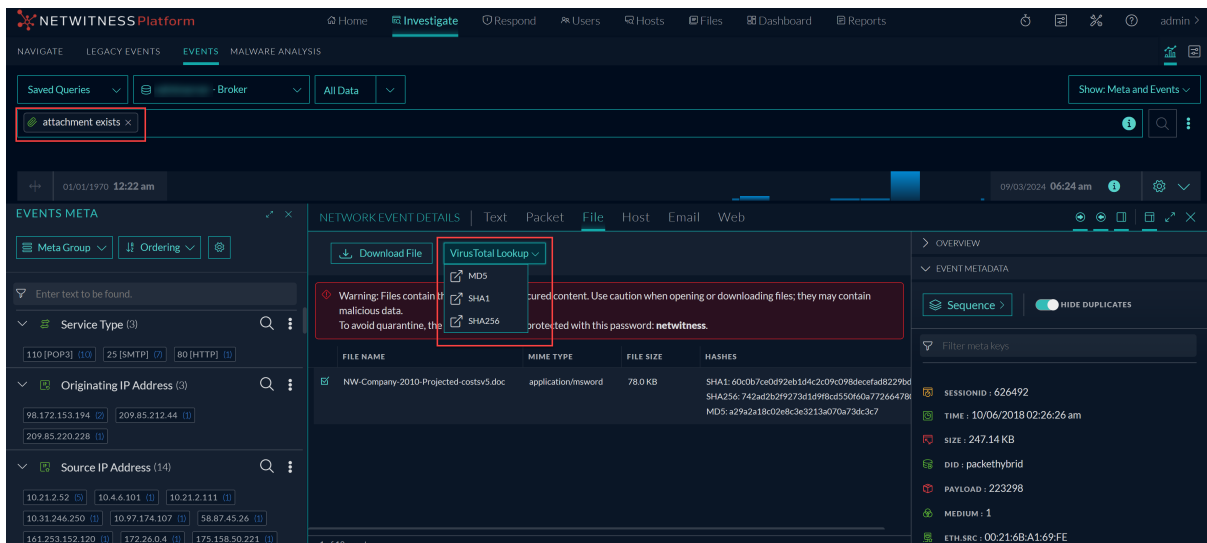 NETWITNESS Platform Home Investigate Respond Users Hosts Files Dashboard Reports admin >
NAVIGATE LEGACY EVENTS EVENTS MALWARE ANALYSIS
Saved Queries - Broker All Data Show: Meta and Events
attachment exists ×
01/01/1970 12:22 am 09/03/2024 06:24 am
EVENTS META
Meta Group Ordering
Enter text to be found.
Service Type (3)
110 [POP3] (10) 25 [SMTP] (7) 80 [HTTP] (1)
Originating IP Address (3)
98.172.153.194 (2) 209.85.212.44 (1)
209.85.220.228 (1)
Source IP Address (14)
10.21.2.52 (5) 10.4.6.101 (1) 10.21.2.111 (1)
10.31.246.250 (1) 10.97.174.107 (1) 58.87.45.26 (1)
161.253.152.120 (1) 172.26.0.4 (1) 175.158.50.221 (1)
NETWORK EVENT DETAILS Text Packet File Host Email Web
Download File VirusTotal Lookup
MD5
SHA1
SHA256
Warning: Files contain th cured content. Use caution when opening or downloading files; they may contain
malicious data.
To avoid quarantine, the protected with this password: netwitness.
FILE NAME MIME TYPE FILE SIZE HASHES
NW-Company-2010-Projected-costsv5.doc application/msword 78.0 KB SHA1: 60c0b7ce0d92eb1d4c2c09c098decefad8229bd
SHA256: 742ad2b2f9273d1d9f8cd550f60a77266478
MD5: a29a2a18c02e8c3e3213a070a73dc3c7
OVERVIEW
EVENT METADATA
Sequence > HIDE DUPLICATES
Filter meta keys
SESSIONID : 626492
TIME : 10/06/2018 02:26:26 am
SIZE : 247.14 KB
DID : packethybrid
PAYLOAD : 223298
MEDIUM : 1
ETH.SRC : 00:21:6B:A1:69:FE